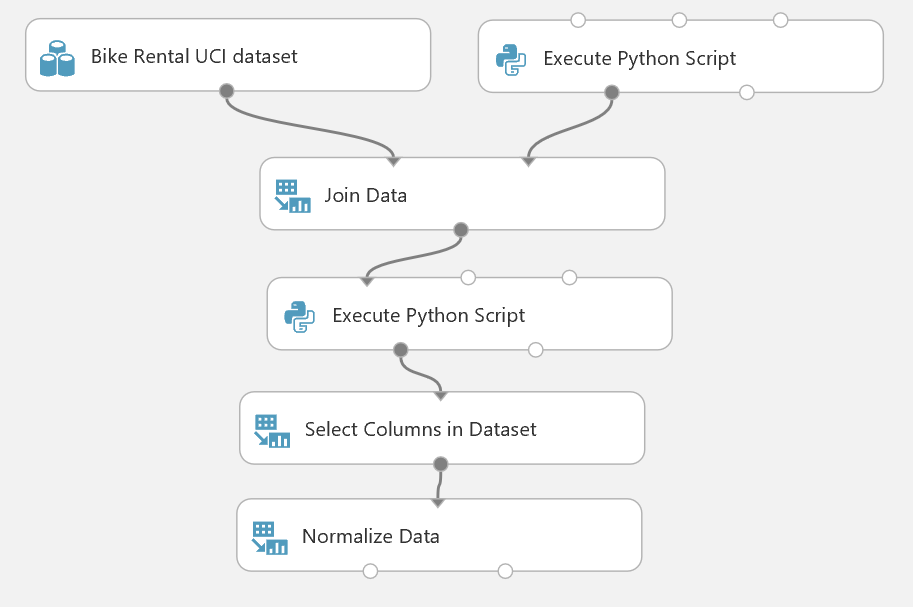 Bike Rental UCI dataset
Execute Python Script
Join Data
Execute Python Script
Select Columns in Dataset
Normalize Data